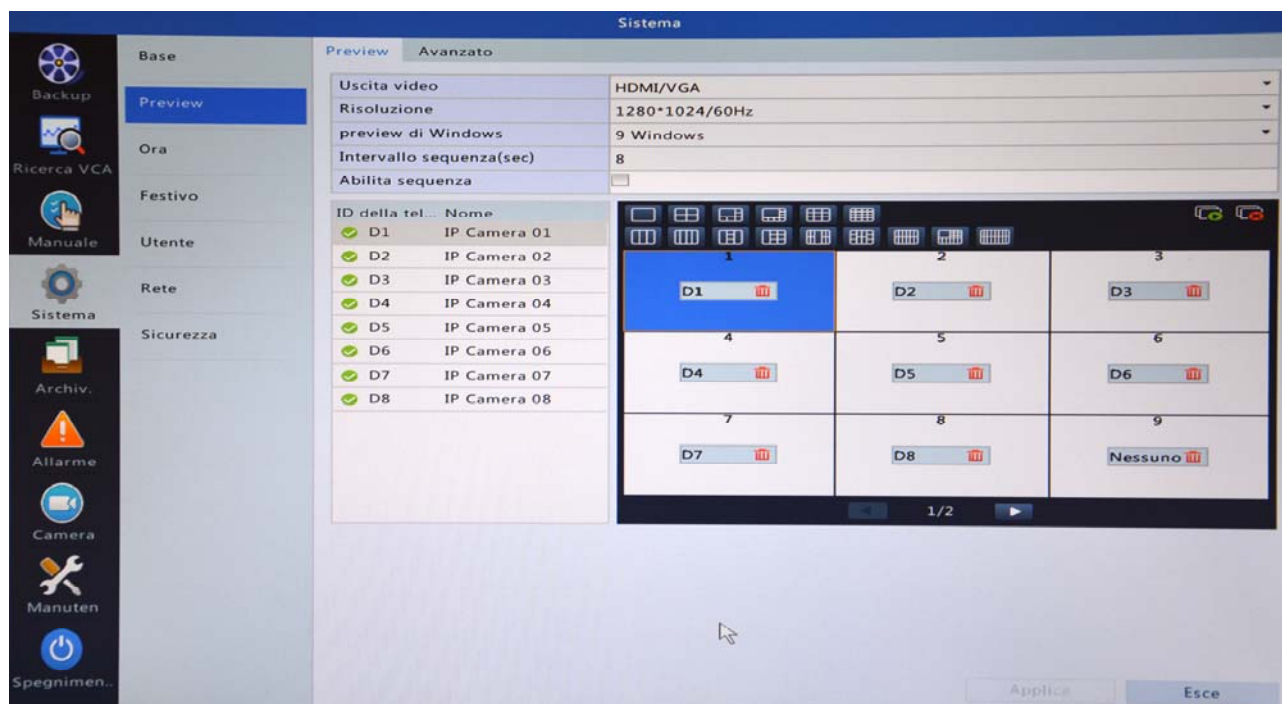 Sistema
Backup
Ricerca VCA
Manuale
Sistema
Archiv.
Allarme
Camera
Manuten
Spegnimen..
Base
Preview
Ora
Festivo
Utente
Rete
Sicurezza
Preview Avanzato
Uscita video HDMI/VGA
Risoluzione 1280*1024/60Hz
preview di Windows 9 Windows
Intervallo sequenza(sec) 8
Abilita sequenza
ID della tel... Nome
D1 IP Camera 01
D2 IP Camera 02
D3 IP Camera 03
D4 IP Camera 04
D5 IP Camera 05
D6 IP Camera 06
D7 IP Camera 07
D8 IP Camera 08
1 2 3
D1 D2 D3
4 5 6
D4 D5 D6
7 8 9
D7 D8 Nessuno
1/2
Applica Esce